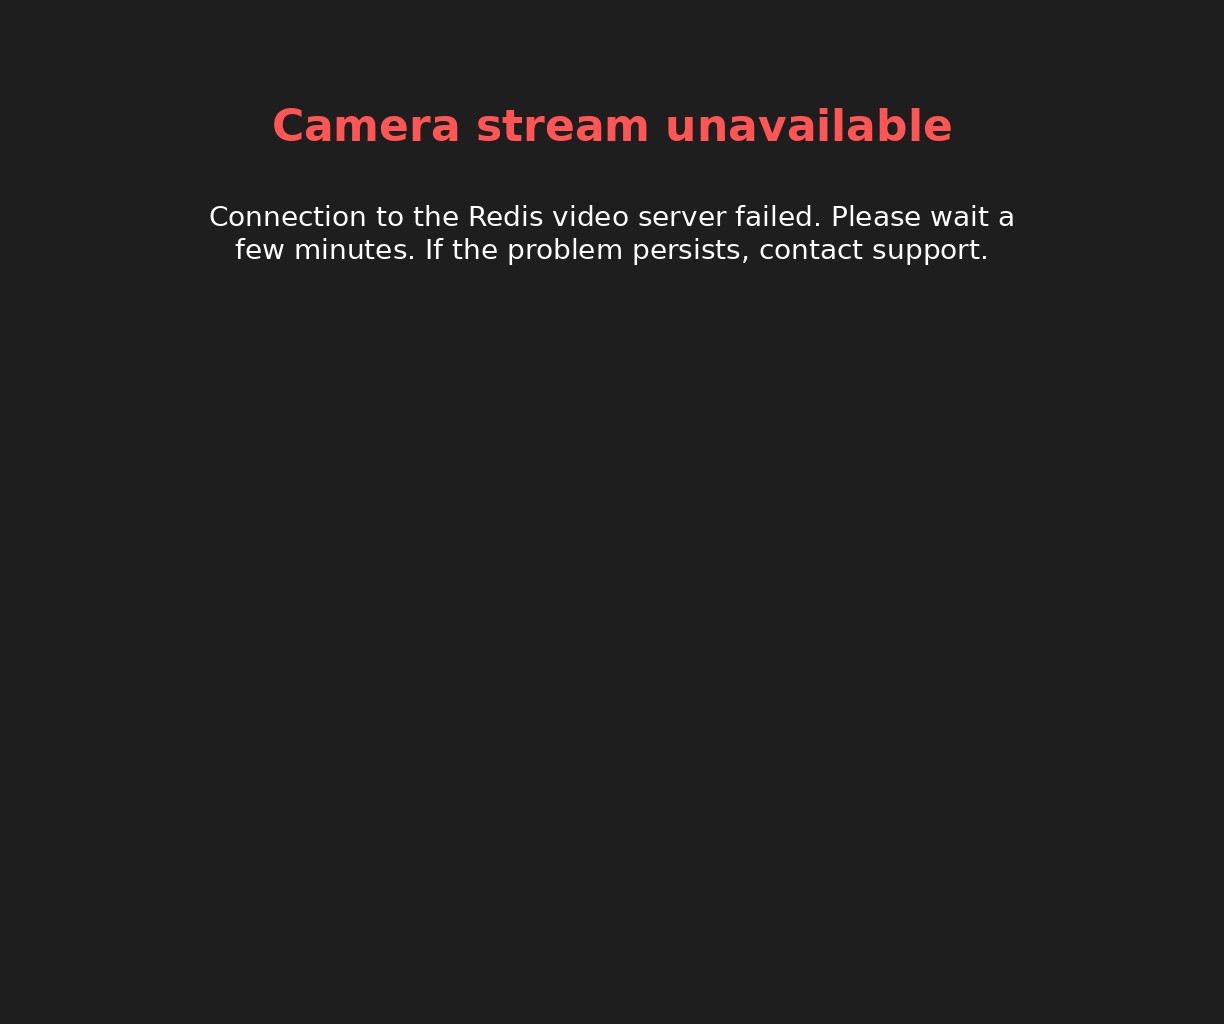 Camera stream unavailable
Connection to the Redis video server failed. Please wait a
few minutes. If the problem persists, contact support.